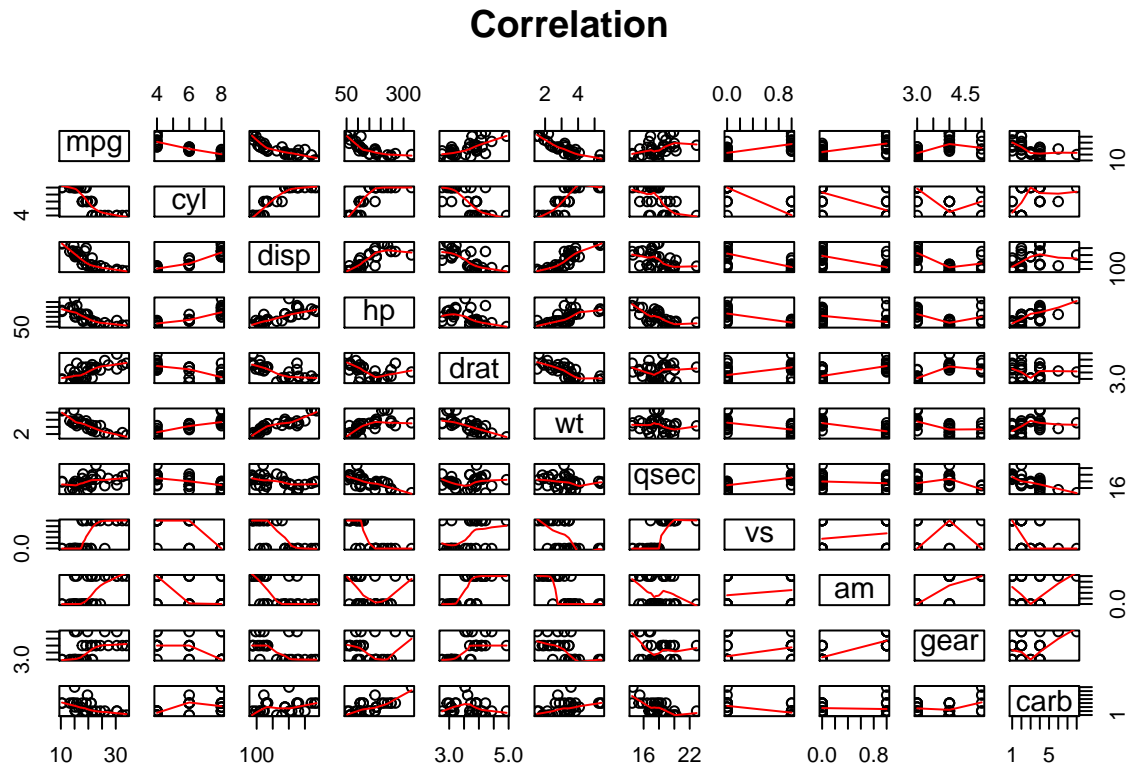 Correlation
4 6 8
50 300
2 4
0.0 0.8
3.0 4.5
mpg
10
4
cyl
disp
100
50
hp
drat
3.0
2
wt
qsec
16
0.0
vs
am
0.0
3.0
gear
carb
1
10 30
100
3.0 5.0
16 22
0.0 0.8
1 5